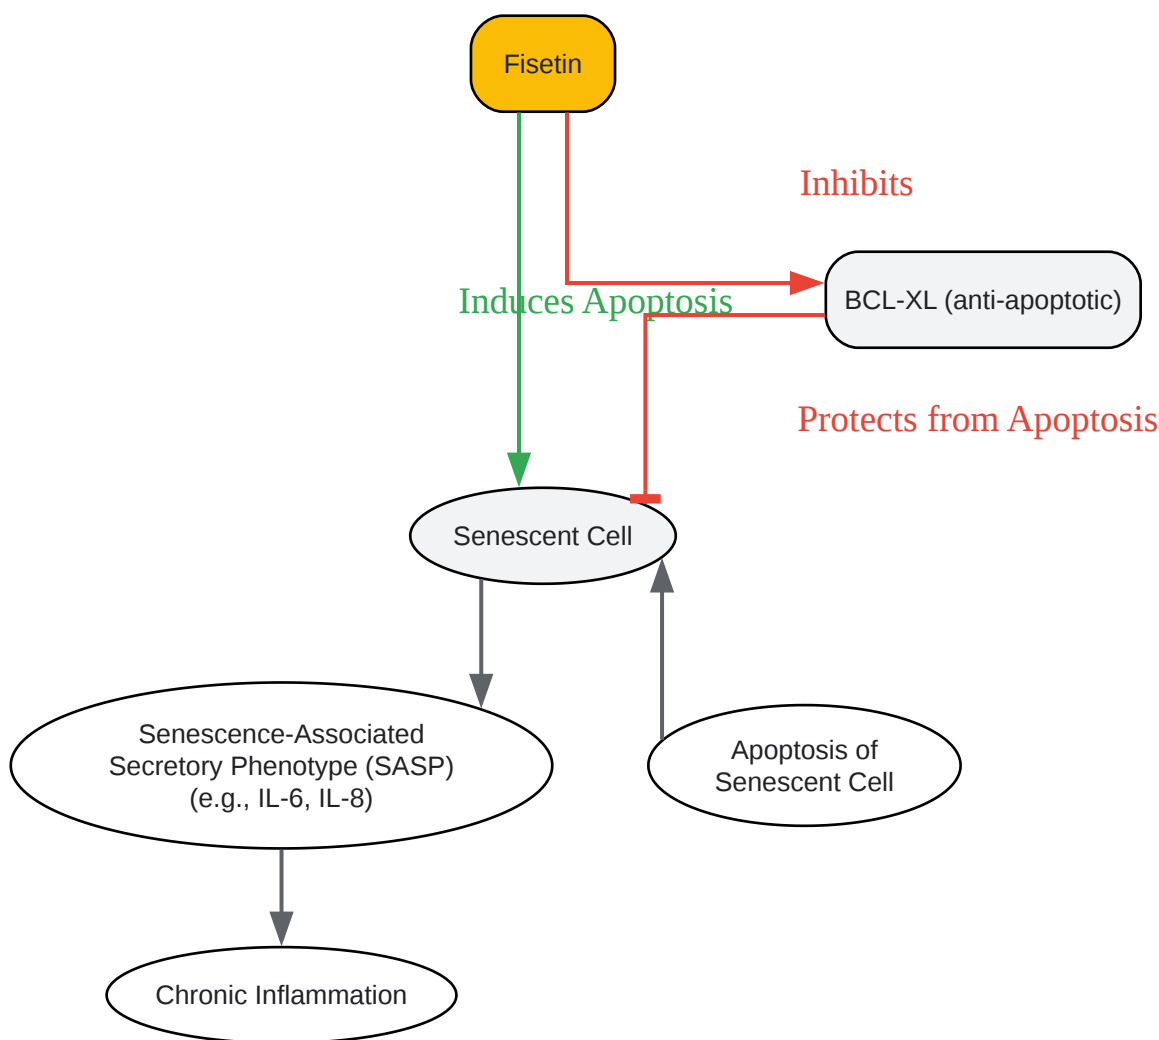 Fisetin
Inhibits
Induces Apoptosis
BCL-XL (anti-apoptotic)
Protects from Apoptosis
Senescent Cell
Senescence-Associated
Secretory Phenotype (SASP)
(e.g., IL-6, IL-8)
Apoptosis of
Senescent Cell
Chronic Inflammation